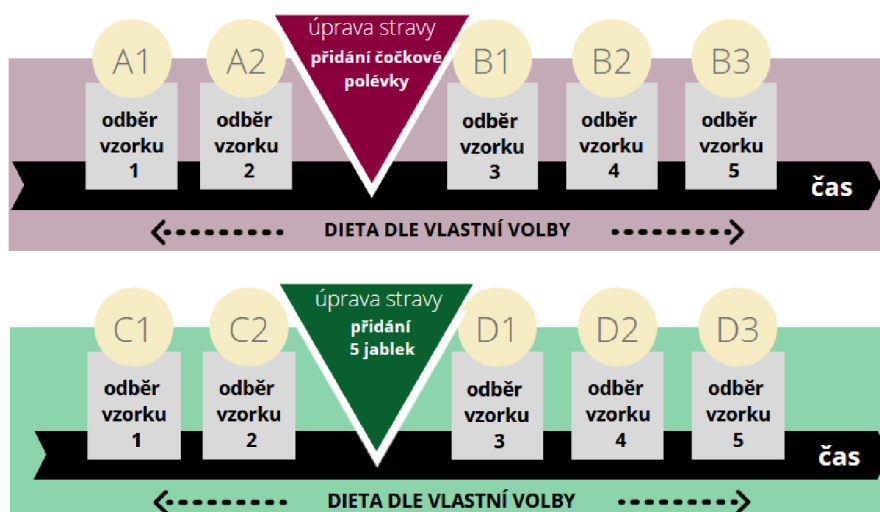 úprava stravy
přidání čočkové
polévky
A1
A2
B1
B2
B3
odběr
vzorku
1
odběr
vzorku
2
odběr
vzorku
3
odběr
vzorku
4
odběr
vzorku
5
čas
DIETA DLE VLASTNÍ VOLBY
úprava stravy
přidání
5 jablek
C1
C2
D1
D2
D3
odběr
vzorku
1
odběr
vzorku
2
odběr
vzorku
3
odběr
vzorku
4
odběr
vzorku
5
čas
DIETA DLE VLASTNÍ VOLBY